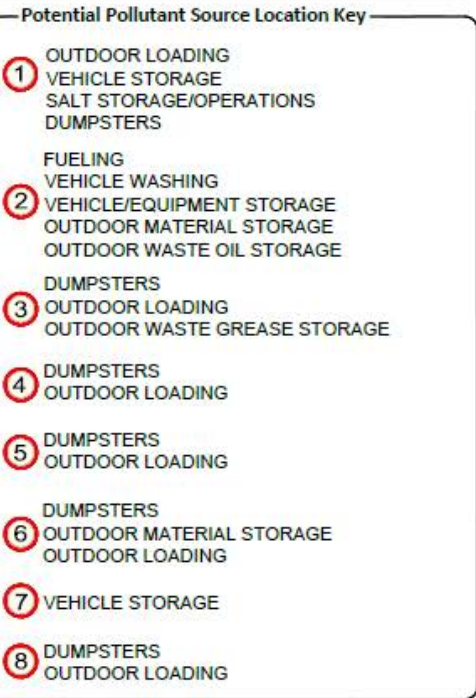 Potential Pollutant Source Location Key
1 OUTDOOR LOADING
VEHICLE STORAGE
SALT STORAGE/OPERATIONS
DUMPSTERS
2 FUELING
VEHICLE WASHING
VEHICLE/EQUIPMENT STORAGE
OUTDOOR MATERIAL STORAGE
OUTDOOR WASTE OIL STORAGE
3 DUMPSTERS
OUTDOOR LOADING
OUTDOOR WASTE GREASE STORAGE
4 DUMPSTERS
OUTDOOR LOADING
5 DUMPSTERS
OUTDOOR LOADING
6 DUMPSTERS
OUTDOOR MATERIAL STORAGE
OUTDOOR LOADING
7 VEHICLE STORAGE
8 DUMPSTERS
OUTDOOR LOADING